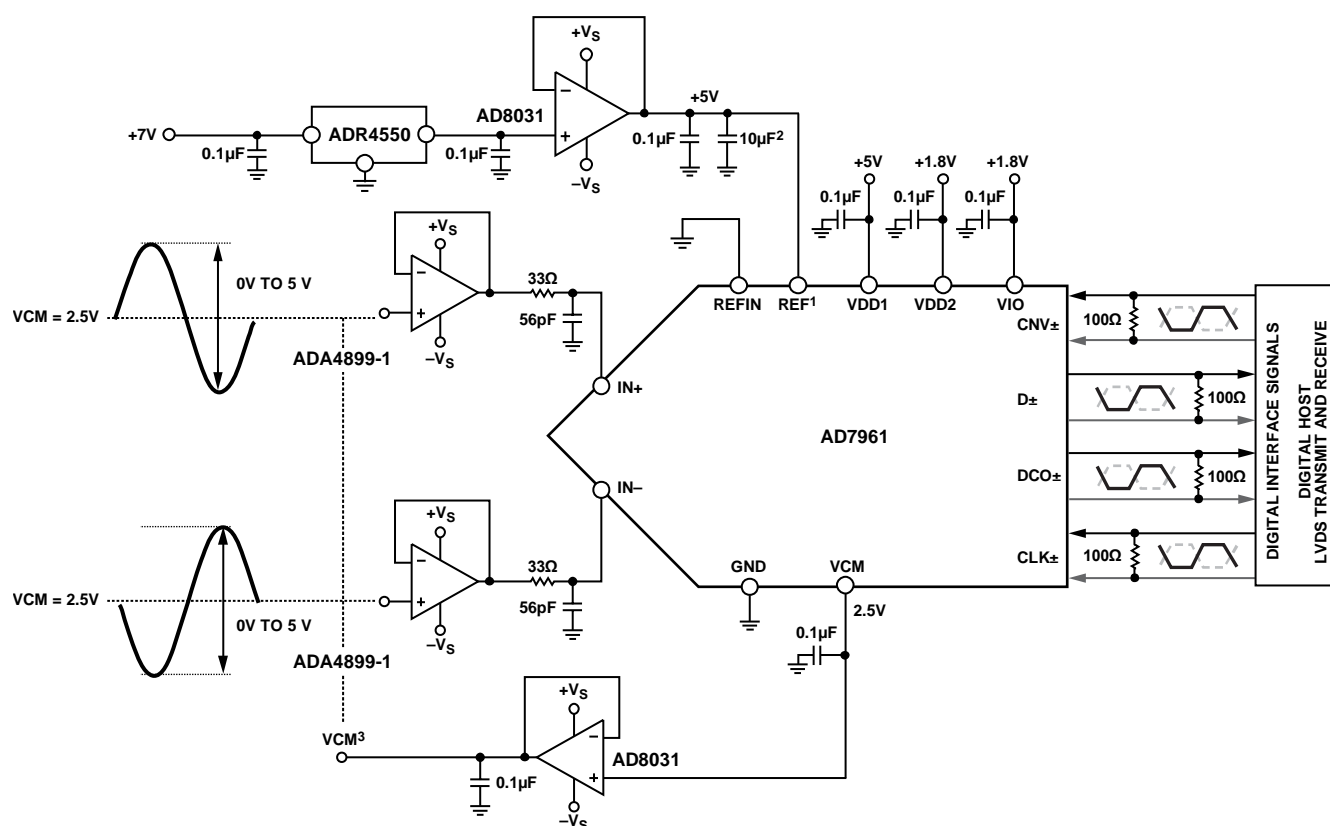 +VS
AD8031
+5V
+7V
ADR4550
0.1µF
0.1µF
0.1µF
10µF2
–VS
+5V
+1.8V
+1.8V
0.1µF
0.1µF
0.1µF
+VS
0V TO 5 V
33Ω
56pF
VCM = 2.5V
–VS
ADA4899-1
REFIN
REF1
VDD1
VDD2
VIO
IN+
CNV±
100Ω
D±
100Ω
AD7961
DCO±
100Ω
CLK±
100Ω
DIGITAL INTERFACE SIGNALS
DIGITAL HOST
LVDS TRANSMIT AND RECEIVE
IN–
+VS
33Ω
56pF
VCM = 2.5V
0V TO 5 V
–VS
ADA4899-1
GND
VCM
2.5V
0.1µF
+VS
VCM3
AD8031
0.1µF
–VS